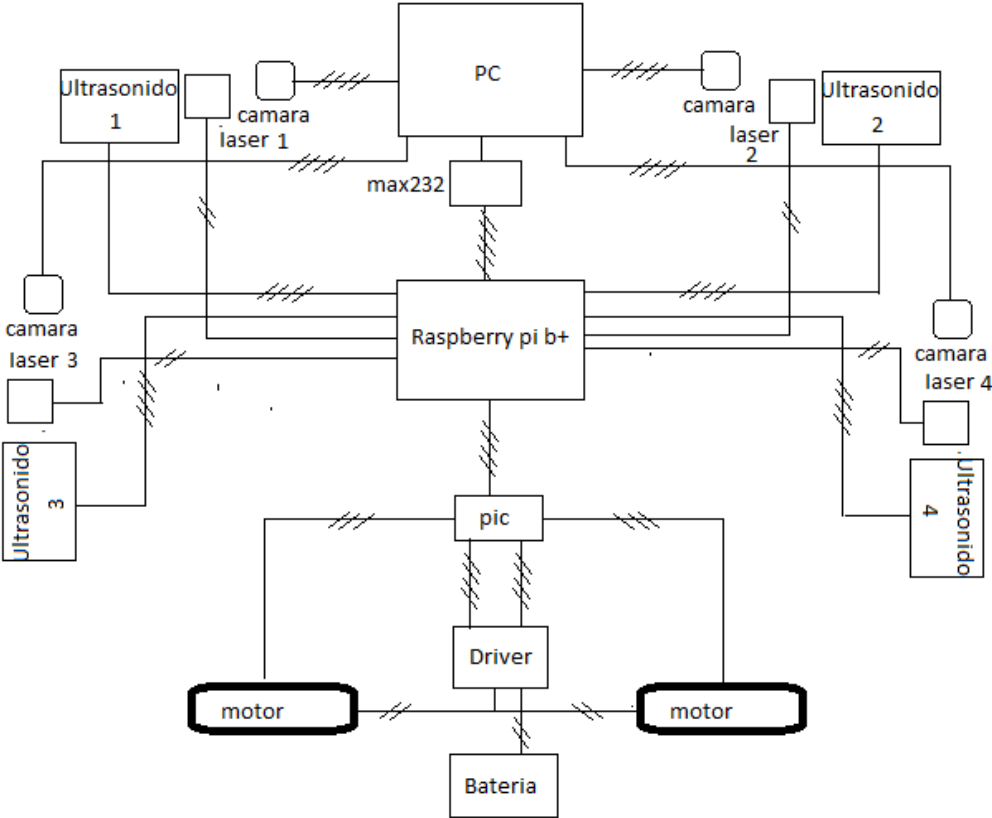 PC
Ultrasonido
1
camara
laser 1
camara
laser
2
Ultrasonido
2
max232
camara
laser 3
Raspberry pi b+
camara
laser 4
Ultrasonido
3
Ultrasonido
4
pic
Driver
motor
motor
Bateria